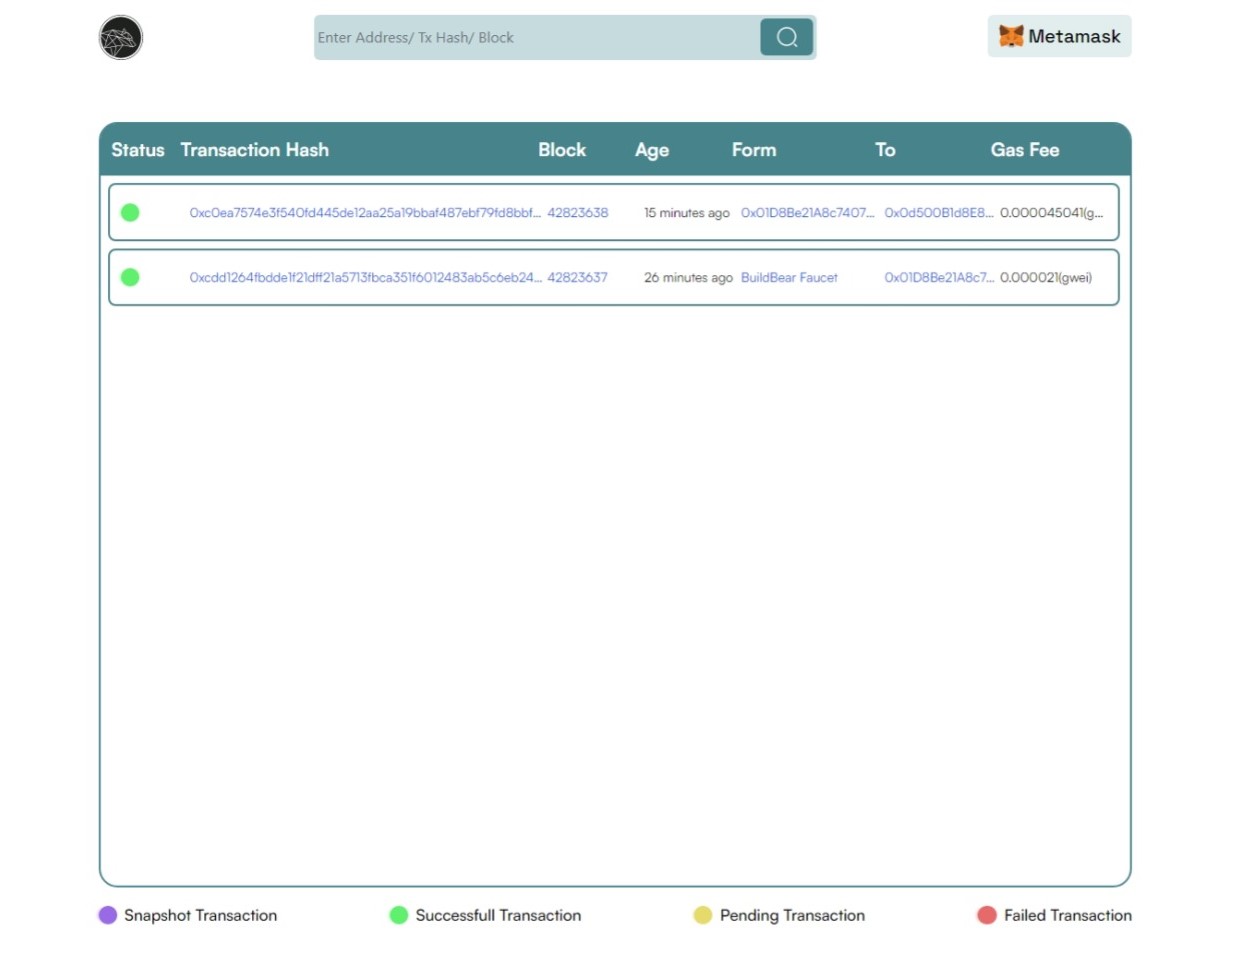 Enter Address/ Tx Hash/ Block
Metamask
Status Transaction Hash Block Age Form To Gas Fee
0xc0ea7574e3f540fd445de12aa25a19bbaf487ebf79fd8bbf... 42823638 15 minutes ago 0x01D8Be21A8c7407... 0x0d500B1d8E8... 0.000045041(g...
0xcdd1264fbdde1f21dff21a5713fbca351f6012483ab5c6eb24... 42823637 26 minutes ago BuildBear Faucet 0x01D8Be21A8c7... 0.000021(gwei)
Snapshot Transaction Successfull Transaction Pending Transaction Failed Transaction